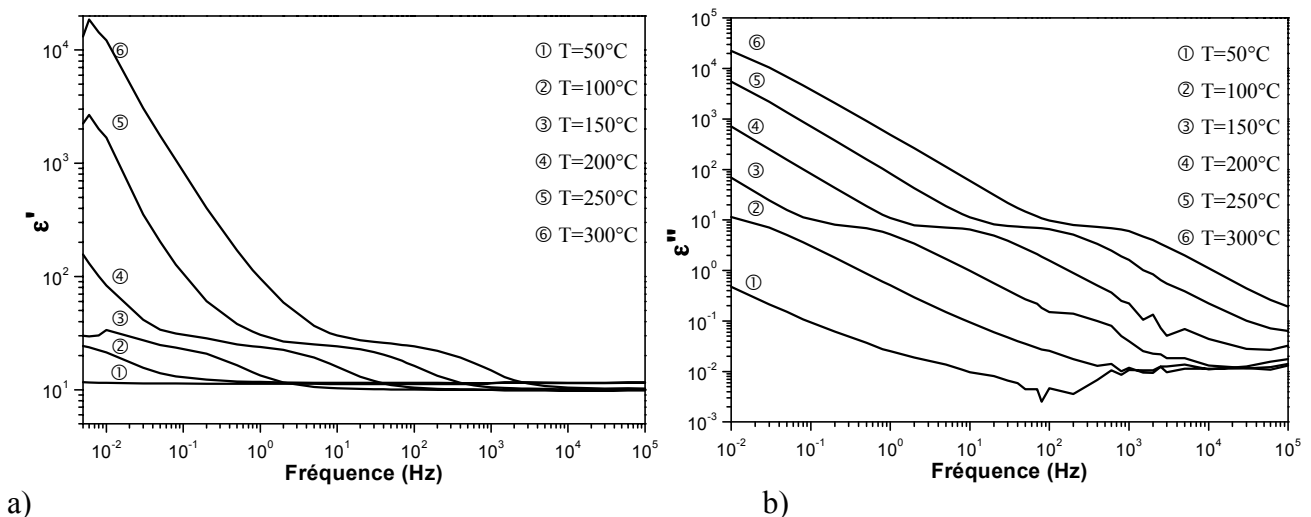 10⁴
10³
10²
10¹
ε'
10⁻²
10⁻¹
10⁰
10¹
10²
10³
10⁴
10⁵
Fréquence (Hz)
⑥
⑤
④
③
②
①
① T=50°C
② T=100°C
③ T=150°C
④ T=200°C
⑤ T=250°C
⑥ T=300°C
a)
10⁵
10⁴
10³
10²
10¹
10⁰
10⁻¹
10⁻²
10⁻³
ε"
10⁻²
10⁻¹
10⁰
10¹
10²
10³
10⁴
10⁵
Fréquence (Hz)
⑥
⑤
④
③
②
①
① T=50°C
② T=100°C
③ T=150°C
④ T=200°C
⑤ T=250°C
⑥ T=300°C
b)